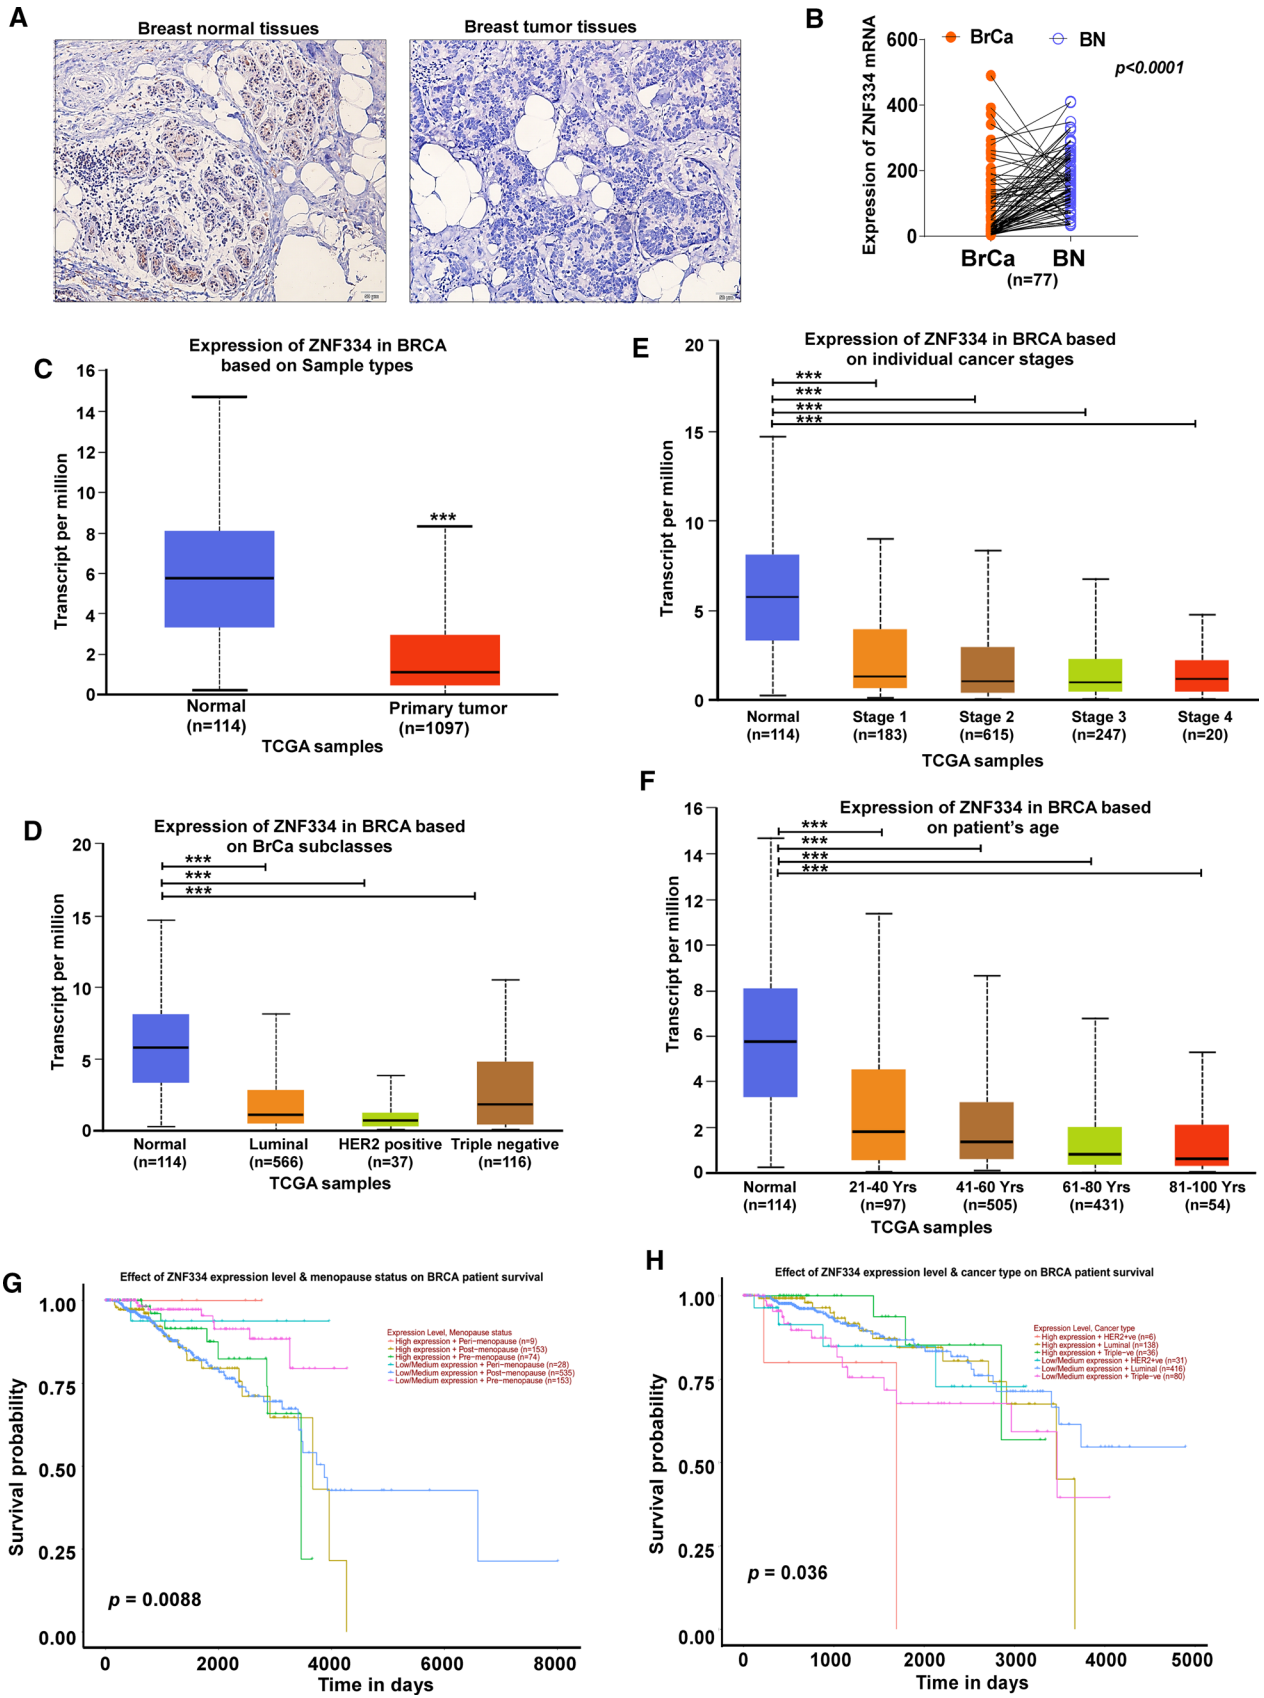 A
Breast normal tissues
Breast tumor tissues
B
BrCa
BN
p<0.0001
Expression of ZNF334 mRNA
600
400
200
0
BrCa
BN
(n=77)
C
Expression of ZNF334 in BRCA
based on Sample types
Transcript per million
16
14
12
10
8
6
4
2
0
***
Normal
(n=114)
Primary tumor
(n=1097)
TCGA samples
E
Expression of ZNF334 in BRCA
on individual cancer stages
Transcript per million
20
15
10
5
0
***
***
***
***
Normal
(n=114)
Stage 1
(n=183)
Stage 2
(n=615)
Stage 3
(n=247)
Stage 4
(n=20)
TCGA samples
D
Expression of ZNF334 in BRCA based
on BrCa subclasses
Transcript per million
20
15
10
5
0
***
***
***
Normal
(n=114)
Luminal
(n=566)
HER2 positive
(n=37)
Triple negative
(n=116)
TCGA samples
F
Expression of ZNF334 in BRCA based
on patient's age
Transcript per million
16
14
12
10
8
6
4
2
0
***
***
***
***
Normal
(n=114)
21-40 Yrs
(n=97)
41-60 Yrs
(n=505)
61-80 Yrs
(n=431)
81-100 Yrs
(n=54)
TCGA samples
G
Effect of ZNF334 expression level & menopause status on BRCA patient survival
Survival probability
1.00
0.75
0.50
0.25
0.00
Expression Level, Menopause status
High expression + Peri-menopause (n=9)
High expression + Post-menopause (n=153)
High expression + Pre-menopause (n=74)
Low/Medium expression + Peri-menopause (n=28)
Low/Medium expression + Post-menopause (n=535)
Low/Medium expression + Pre-menopause (n=153)
p = 0.0088
0
2000
4000
6000
8000
Time in days
H
Effect of ZNF334 expression level & cancer type on BRCA patient survival
Survival probability
1.00
0.75
0.50
0.25
0.00
Expression Level, Cancer type
High expression + HER2+ve (n=6)
High expression + Luminal (n=138)
High expression + Triple-ve (n=36)
Low/Medium expression + HER2+ve (n=31)
Low/Medium expression + Luminal (n=416)
Low/Medium expression + Triple-ve (n=80)
p = 0.036
0
1000
2000
3000
4000
5000
Time in days